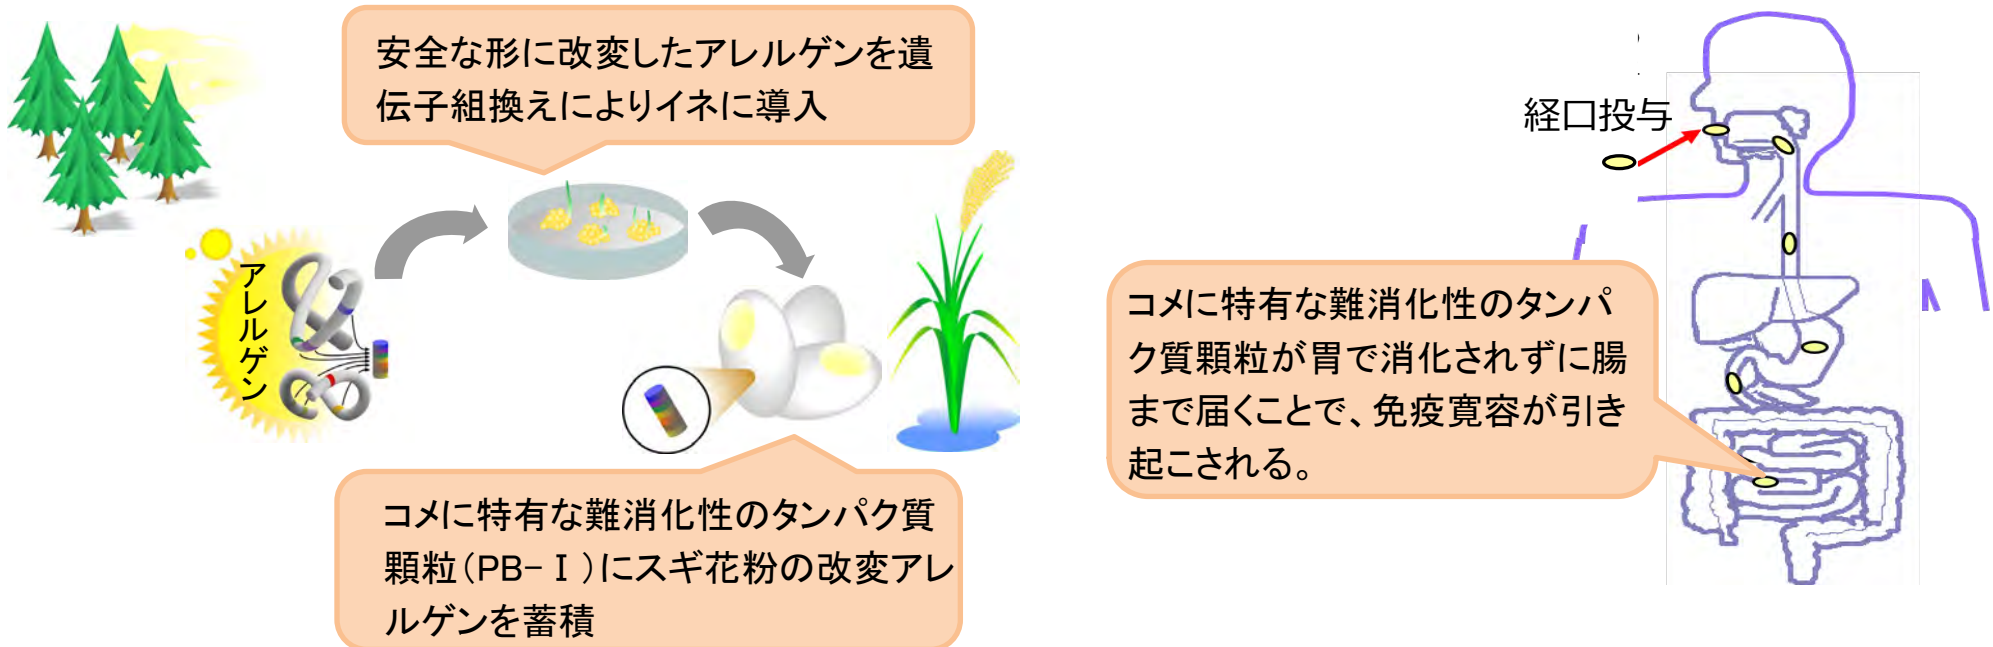 安全な形に改変したアレルゲンを遺
伝子組換えによりイネに導入
アレルゲン
コメに特有な難消化性のタンパク質
顆粒(PB-Ⅰ)にスギ花粉の改変アレ
ルゲンを蓄積
経口投与
コメに特有な難消化性のタンパ
ク質顆粒が胃で消化されずに腸
まで届くことで、免疫寛容が引き
起こされる。